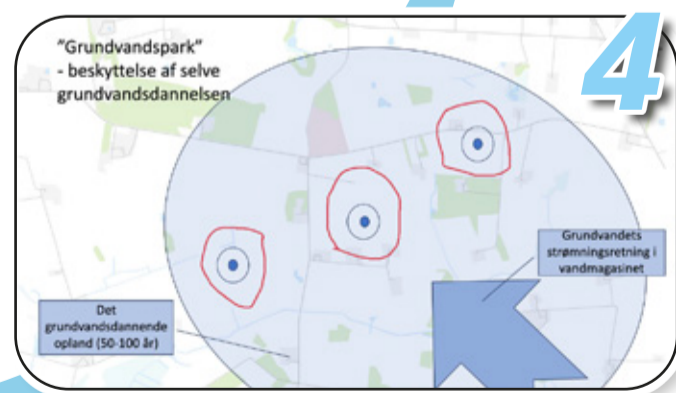 4
"Grundvandspark"
- beskyttelse af selve
grundvandsdannelsen
Grundvandets
strømningsretning i
vandmagasinet
Det
grundvandsdannende
opland (50-100 år)